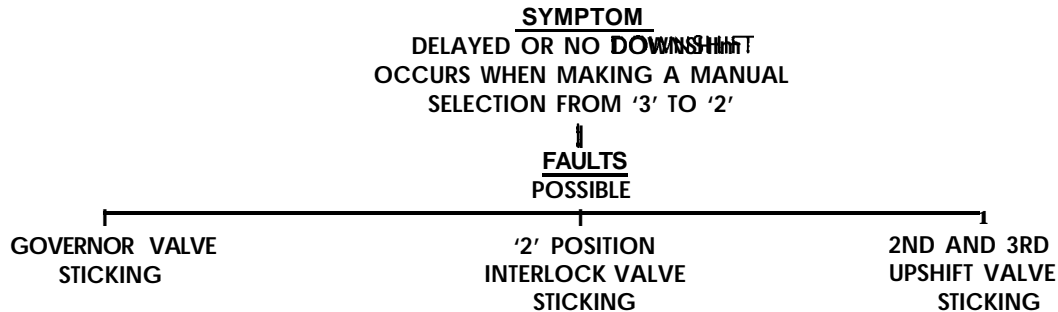 SYMPTOM
DELAYED OR NO DOWNSHIFT
OCCURS WHEN MAKING A MANUAL
SELECTION FROM ‘3’ TO ‘2’
FAULTS
POSSIBLE
GOVERNOR VALVE
STICKING
‘2’ POSITION
INTERLOCK VALVE
STICKING
2ND AND 3RD
UPSHIFT VALVE
STICKING